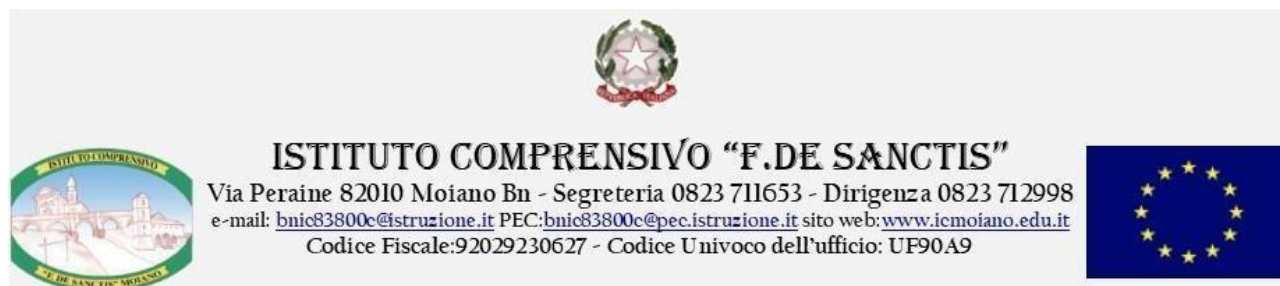 ISTITUTO COMPRENSIVO “F.DE SANCTIS”
Via Peraine 82010 Moiano Bn - Segreteria 0823 711653 - Dirigenza 0823 712998
e-mail: bnic83800c@istruzione.it PEC:bnic83800c@pec.istruzione.it sito web:www.icmoiano.edu.it
Codice Fiscale:92029230627 - Codice Univoco dell’ufficio: UF90A9
ISTITUTO COMPRENSIVO
"F. DE SANCTIS" MOIANO